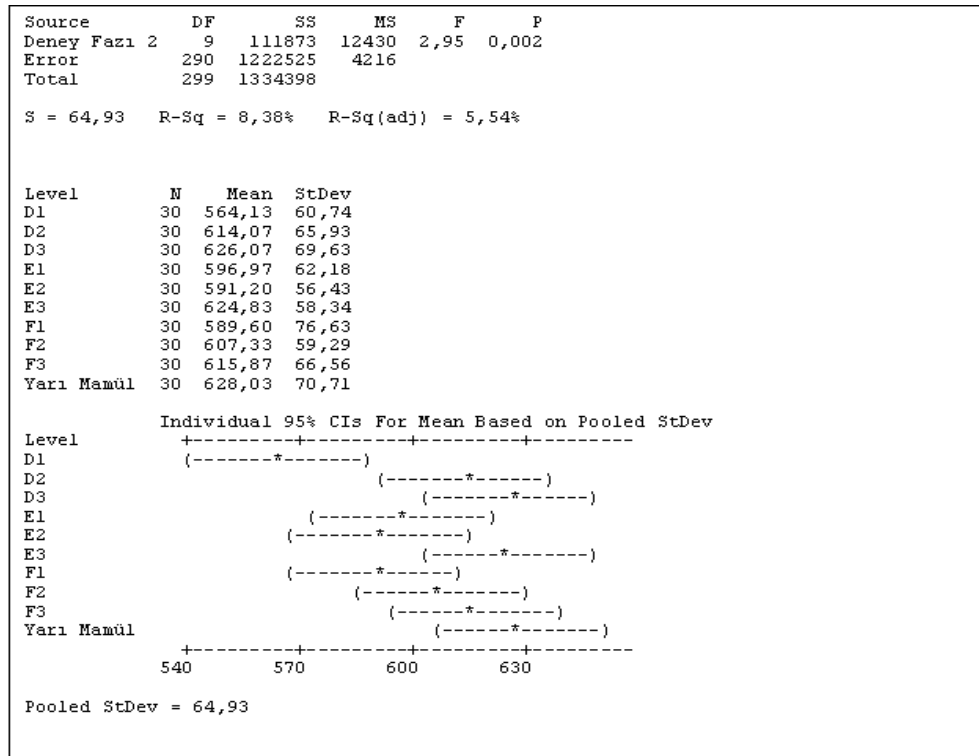 Source        DF       SS     MS     F      P
Deney Fazı 2   9   111873  12430  2,95  0,002
Error        290  1222525   4216
Total        299  1334398
S = 64,93   R-Sq = 8,38%   R-Sq(adj) = 5,54%
Level        N    Mean  StDev
D1          30  564,13  60,74
D2          30  614,07  65,93
D3          30  626,07  69,63
E1          30  596,97  62,18
E2          30  591,20  56,43
E3          30  624,83  58,34
F1          30  589,60  76,63
F2          30  607,33  59,29
F3          30  615,87  66,56
Yarı Mamül  30  628,03  70,71
Individual 95% CIs For Mean Based on Pooled StDev
Level         +---------+---------+---------+---------
D1            (-------*-------)
D2                             (-------*------)
D3                                 (-------*------)
E1                       (-------*-------)
E2                     (-------*-------)
E3                                 (------*-------)
F1                     (-------*------)
F2                           (------*-------)
F3                              (------*-------)
Yarı Mamül                          (------*-------)
+---------+---------+---------+---------
540       570       600       630
Pooled StDev = 64,93